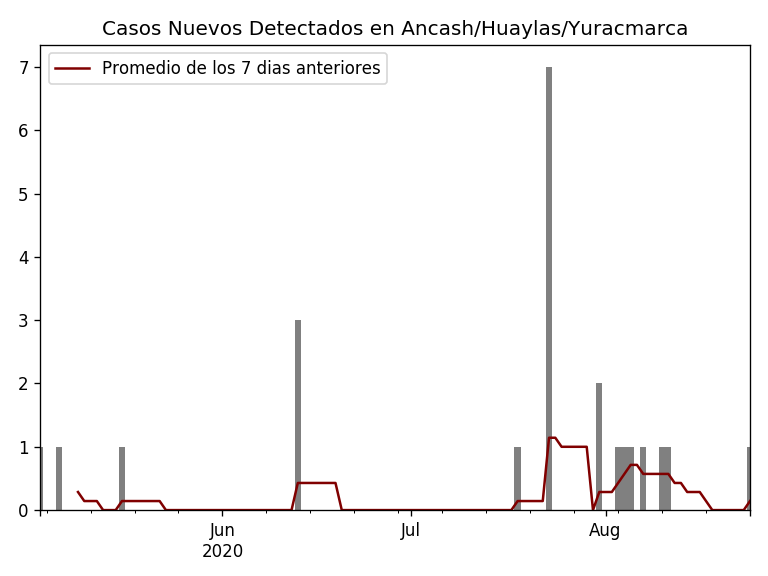 Casos Nuevos Detectados en Ancash/Huaylas/Yuracmarca
Promedio de los 7 dias anteriores
7
6
5
4
3
2
1
0
Jun
2020
Jul
Aug